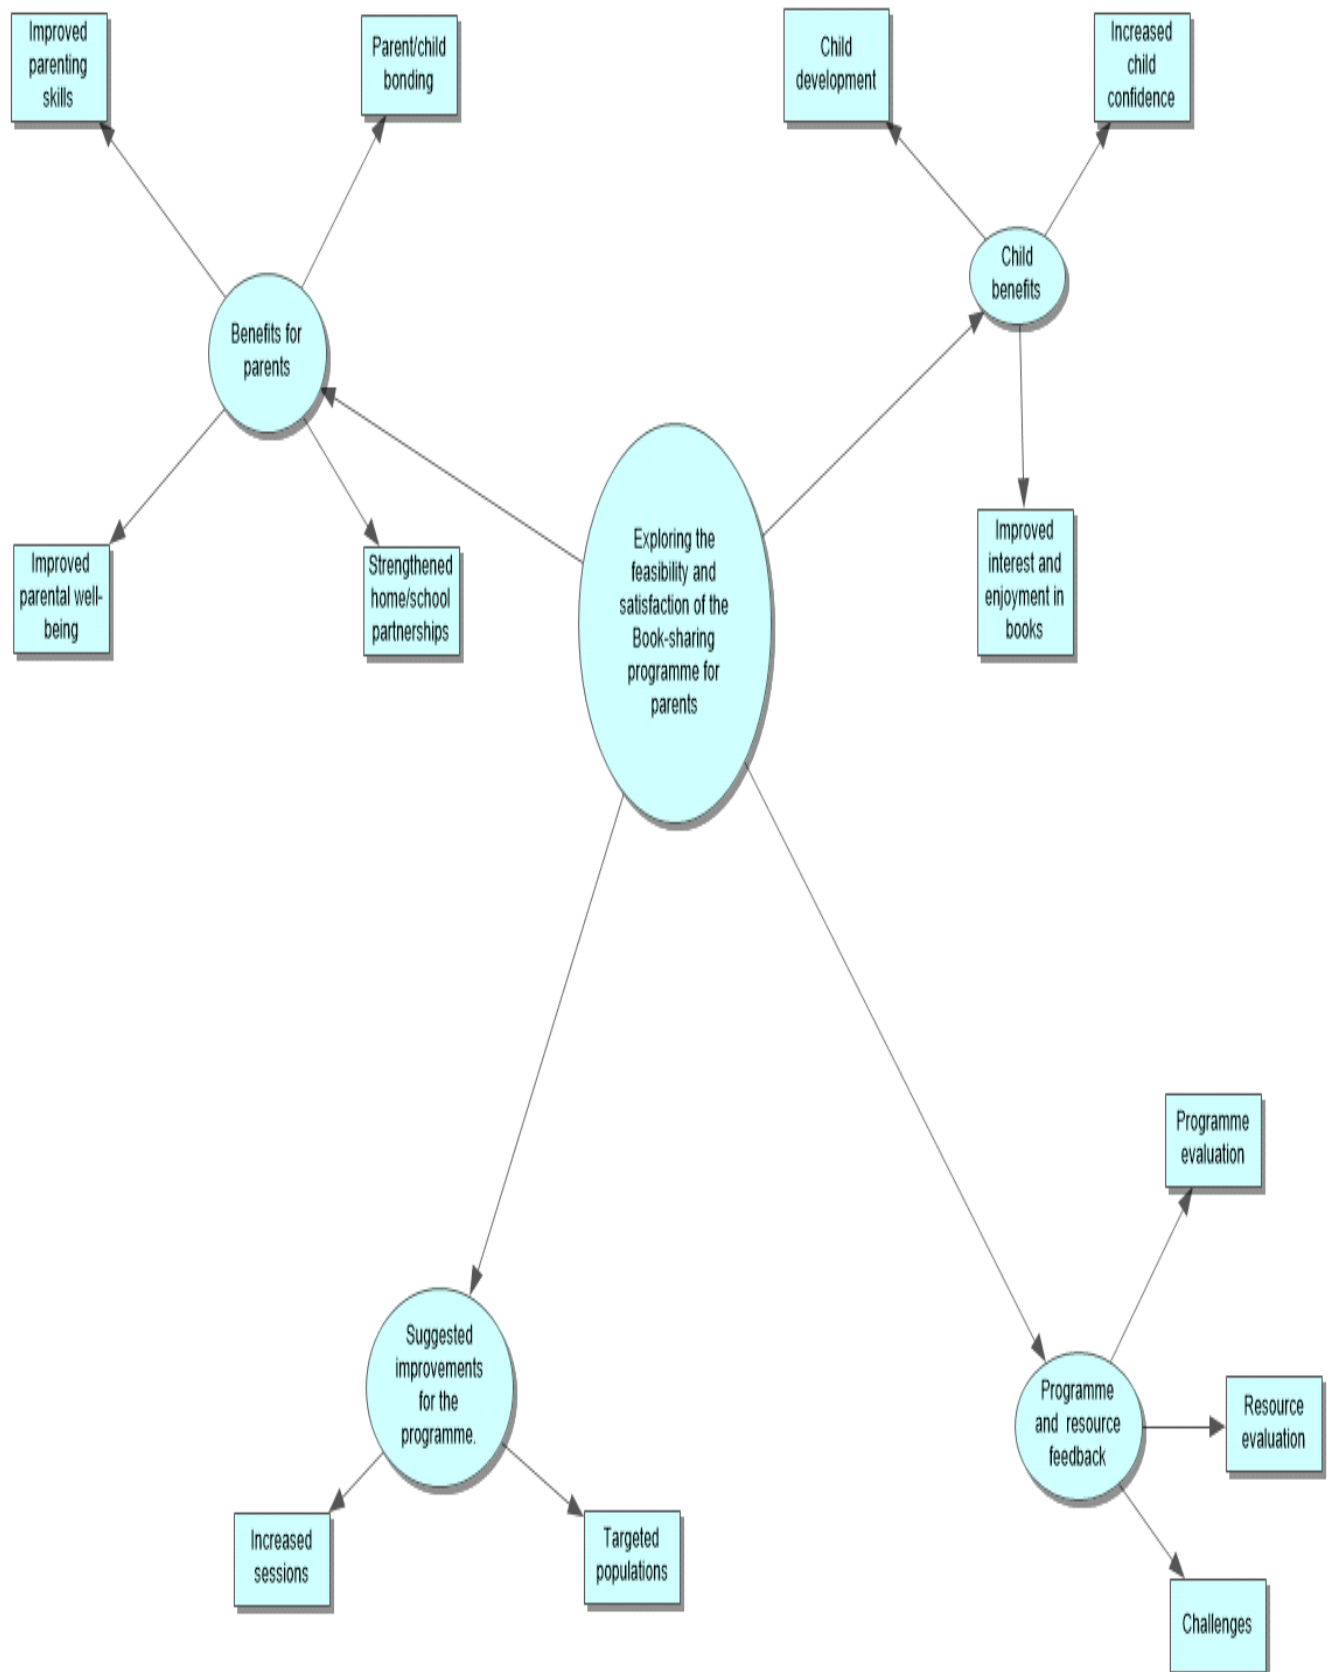 Improved
parenting
skills
Parent/child
bonding
Child
development
Increased
child
confidence
Benefits for
parents
Child
benefits
Improved
parental well-
being
Strengthened
home/school
partnerships
Exploring the
feasibility and
satisfaction of the
Book-sharing
programme for
parents
Improved
interest and
enjoyment in
books
Suggested
improvements
for the
programme.
Increased
sessions
Targeted
populations
Programme
evaluation
Programme
and resource
feedback
Resource
evaluation
Challenges